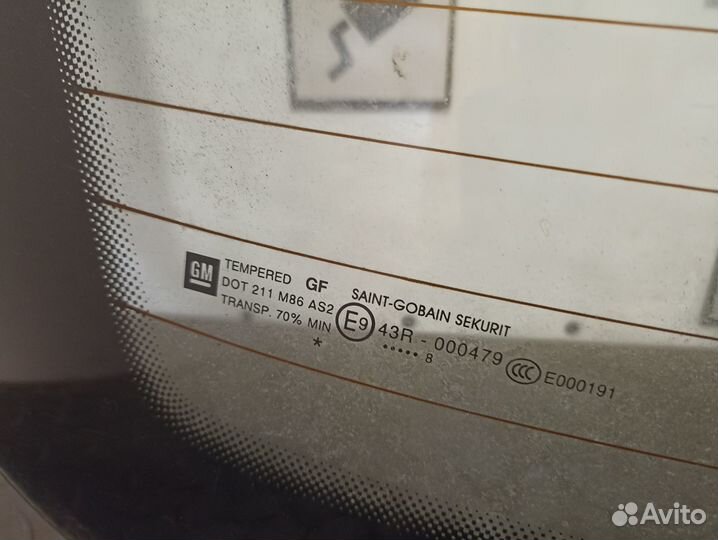 GM
TEMPERED GF SAINT-GOBAIN SEKURIT
DOT 211 M86 AS2
TRANSP. 70% MIN
E9 43R - 000479 CCC E000191
* ..... 8
Avito